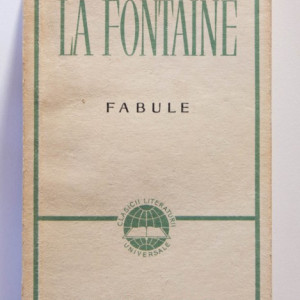 LA FONTAINE
FABULE
CLASICII LITERATURII
UNIVERSALE